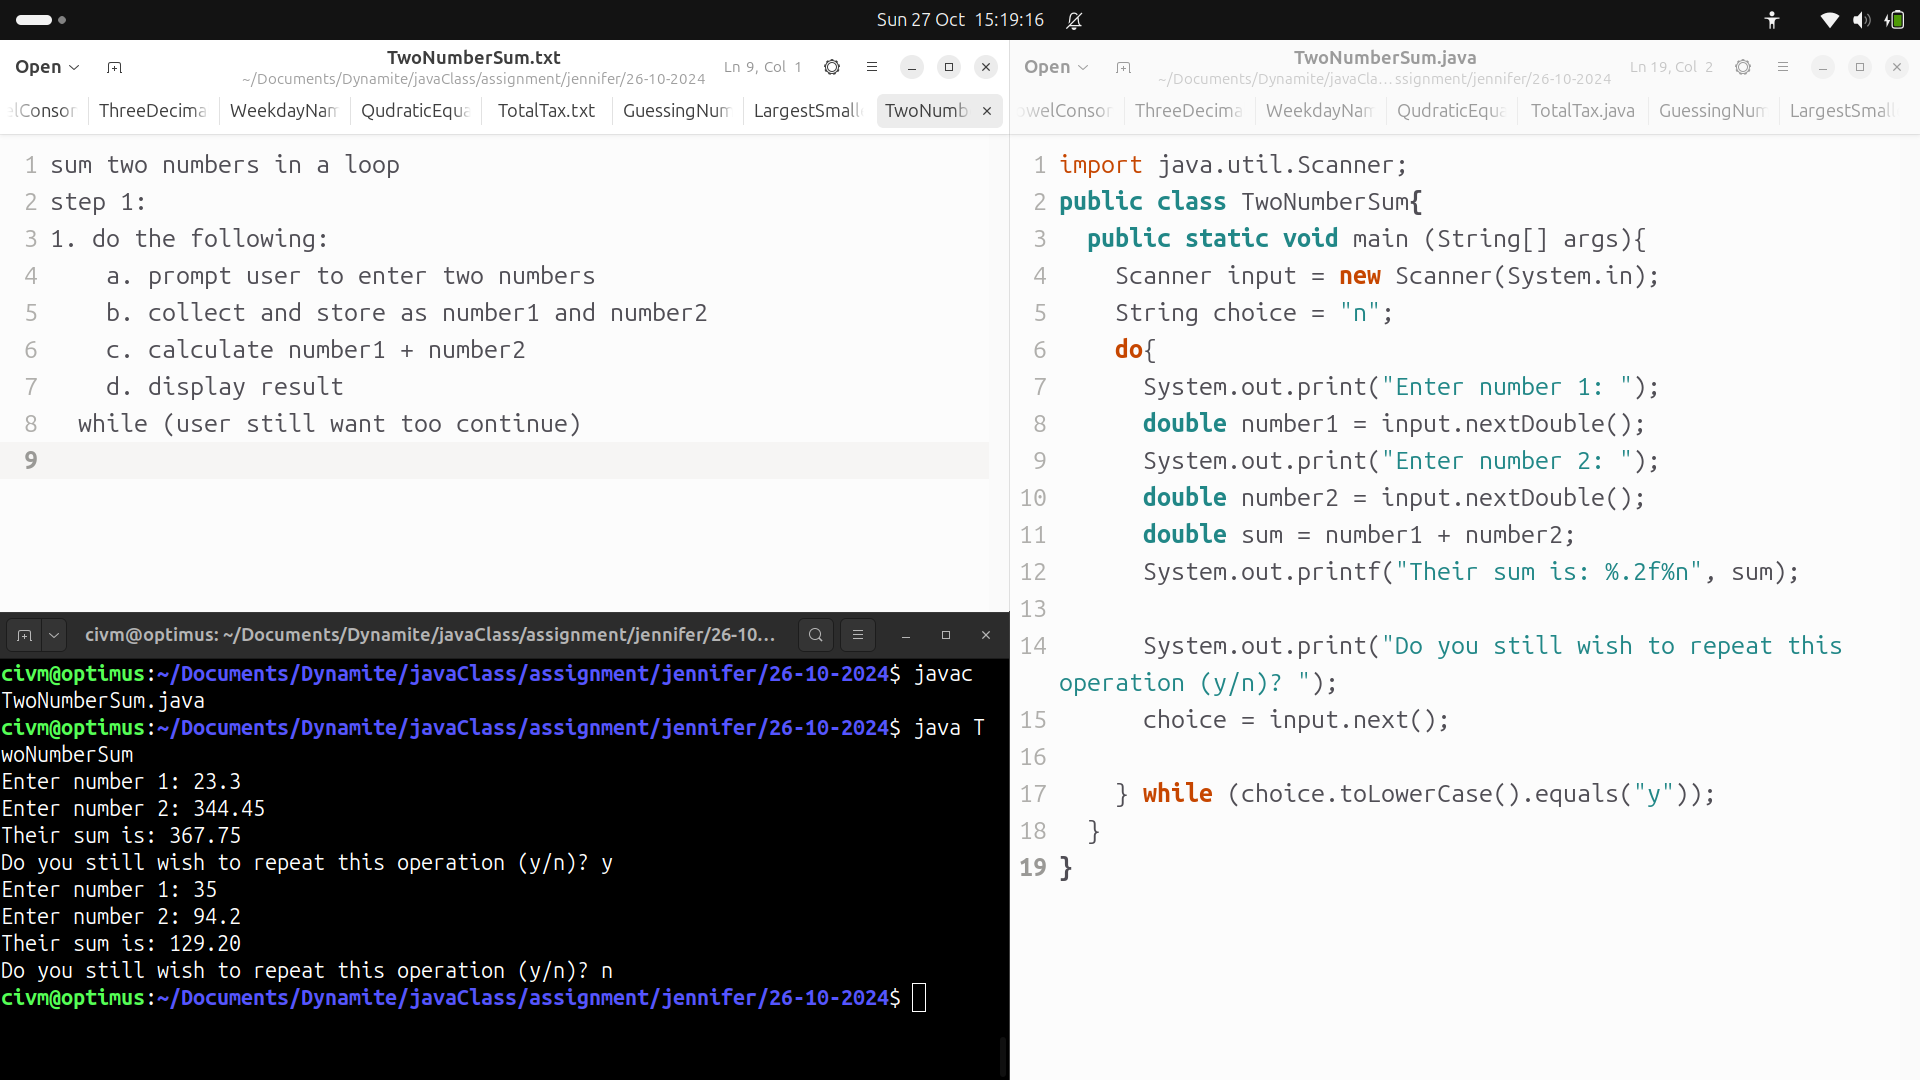 Sun 27 Oct 15:19:16
Open
TwoNumberSum.txt
~/Documents/Dynamite/javaClass/assignment/jennifer/26-10-2024
Ln 9, Col 1
elConsor ThreeDecima WeekdayNam QudraticEqua TotalTax.txt GuessingNum LargestSmalle TwoNumb
1 sum two numbers in a loop
2 step 1:
3 1. do the following:
4 a. prompt user to enter two numbers
5 b. collect and store as number1 and number2
6 c. calculate number1 + number2
7 d. display result
8 while (user still want too continue)
9
civm@optimus: ~/Documents/Dynamite/javaClass/assignment/jennifer/26-10...
civm@optimus:~/Documents/Dynamite/javaClass/assignment/jennifer/26-10-2024$ javac
TwoNumberSum.java
civm@optimus:~/Documents/Dynamite/javaClass/assignment/jennifer/26-10-2024$ java T
woNumberSum
Enter number 1: 23.3
Enter number 2: 344.45
Their sum is: 367.75
Do you still wish to repeat this operation (y/n)? y
Enter number 1: 35
Enter number 2: 94.2
Their sum is: 129.20
Do you still wish to repeat this operation (y/n)? n
civm@optimus:~/Documents/Dynamite/javaClass/assignment/jennifer/26-10-2024$
Open
TwoNumberSum.java
~/Documents/Dynamite/javaCla...ssignment/jennifer/26-10-2024
Ln 19, Col 2
owelConsor ThreeDecima WeekdayNam QudraticEqua TotalTax.java GuessingNum LargestSmall
1 import java.util.Scanner;
2 public class TwoNumberSum{
3 public static void main (String[] args){
4 Scanner input = new Scanner(System.in);
5 String choice = "n";
6 do{
7 System.out.print("Enter number 1: ");
8 double number1 = input.nextDouble();
9 System.out.print("Enter number 2: ");
10 double number2 = input.nextDouble();
11 double sum = number1 + number2;
12 System.out.printf("Their sum is: %.2f%n", sum);
13
14 System.out.print("Do you still wish to repeat this
operation (y/n)? ");
15 choice = input.next();
16
17 } while (choice.toLowerCase().equals("y"));
18 }
19 }